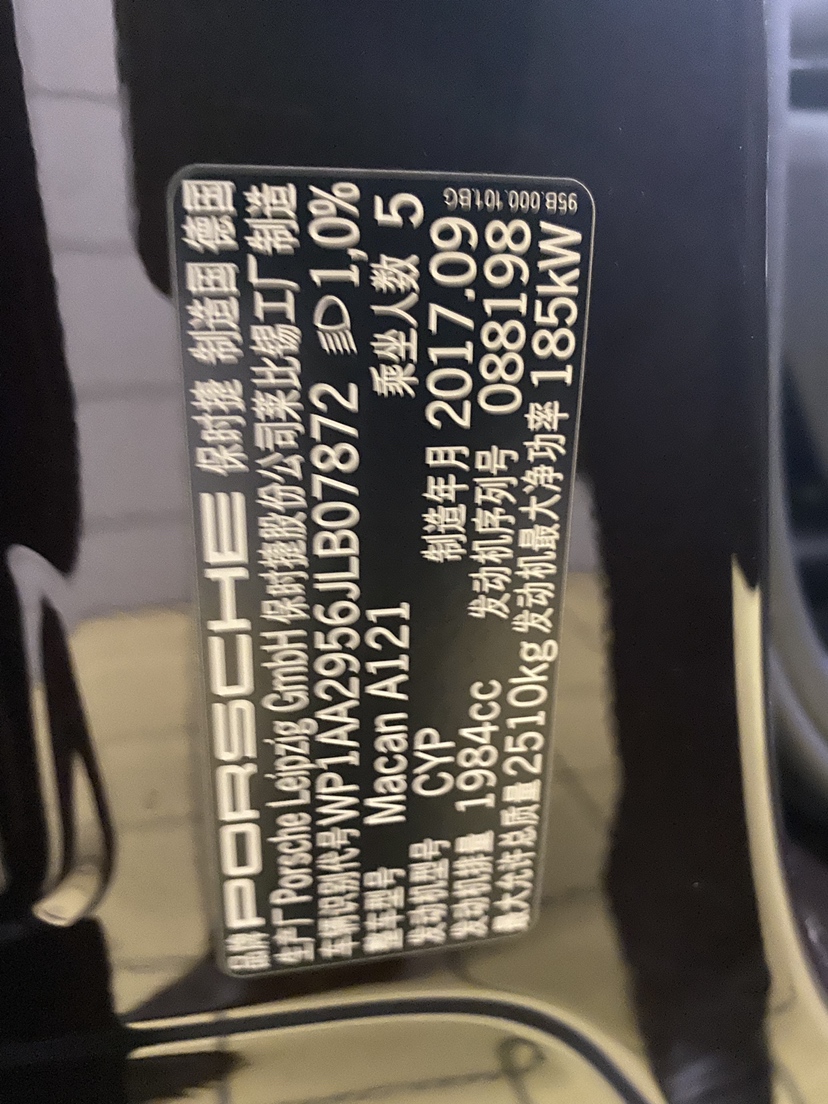 品牌 PORSCHE 保时捷 制造国 德国
生产厂 Porsche Leipzig GmbH 保时捷股份公司莱比锡工厂制造
车辆识别代号 WP1AA2956JLB07872 1,0%
整车型号 Macan A121 乘坐人数 5
发动机型号 CYP 制造年月 2017.09
发动机排量 1984cc 发动机序列号 088198
最大允许总质量 2510kg 发动机最大净功率 185kW
95B.000.101.BG